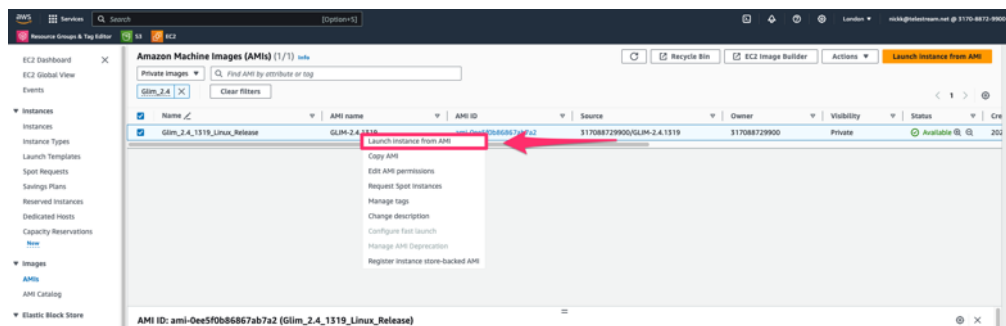 aws Services Search [Option+S] London nickk@telestream.net @ 3170-8872-9900
Resource Groups & Tag Editor S3 EC2
EC2 Dashboard
EC2 Global View
Events
Instances
Instances
Instance Types
Launch Templates
Spot Requests
Savings Plans
Reserved Instances
Dedicated Hosts
Capacity Reservations
New
Images
AMIs
AMI Catalog
Elastic Block Store
Amazon Machine Images (AMIs) (1/1) Info
Recycle Bin EC2 Image Builder Actions Launch instance from AMI
Private images Find AMI by attribute or tag
Glim_2.4 Clear filters
1
Name AMI name AMI ID Source Owner Visibility Status Cre
Glim_2.4_1319_Linux_Release GLIM-2.4.1319 ami-0ee5f0b86867ab7a2 317088729900/GLIM-2.4.1319 317088729900 Private Available 202
Launch instance from AMI
Copy AMI
Edit AMI permissions
Request Spot Instances
Manage tags
Change description
Configure fast launch
Manage AMI Deprecation
Register instance store-backed AMI
AMI ID: ami-0ee5f0b86867ab7a2 (Glim_2.4_1319_Linux_Release)